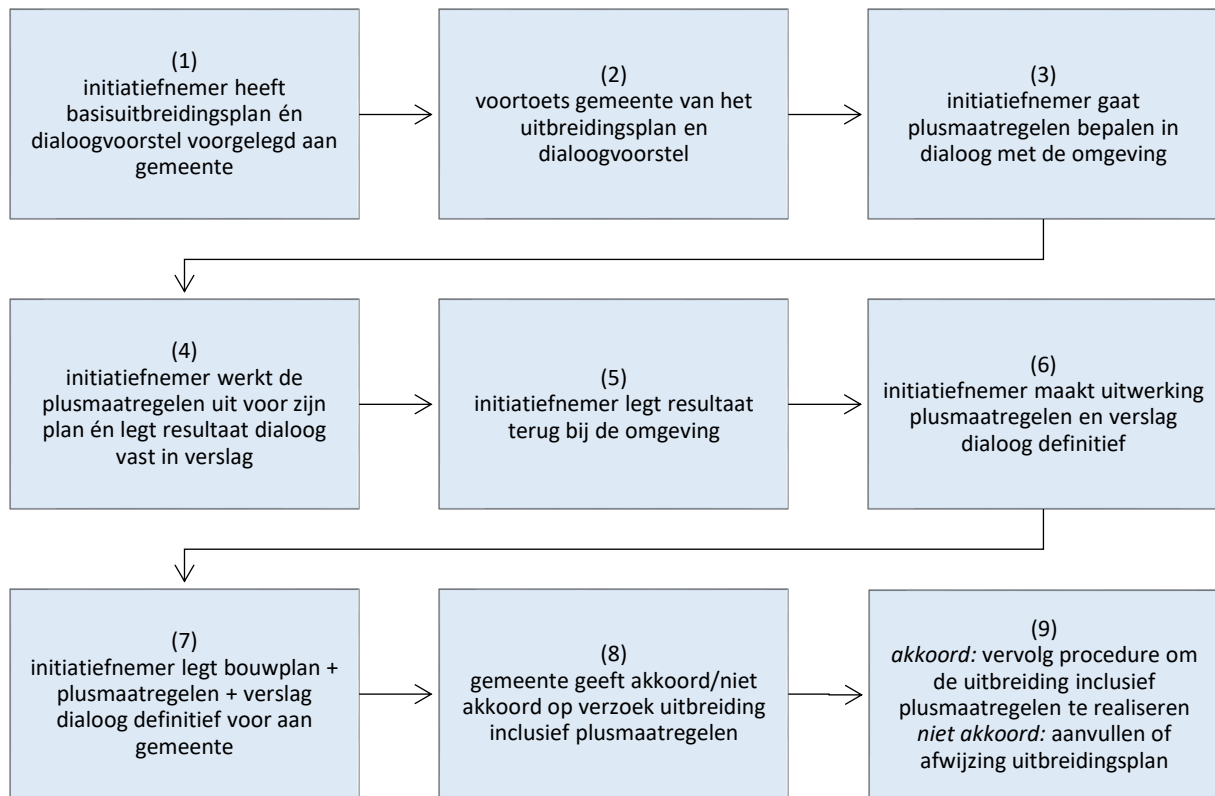 (1)
initiatiefnemer heeft
basisuitbreidingsplan én
dialoogvoorstel voorgelegd aan
gemeente
(2)
voortoets gemeente van het
uitbreidingsplan en
dialoogvoorstel
(3)
initiatiefnemer gaat
plusmaatregelen bepalen in
dialoog met de omgeving
(4)
initiatiefnemer werkt de
plusmaatregelen uit voor zijn
plan én legt resultaat dialoog
vast in verslag
(5)
initiatiefnemer legt resultaat
terug bij de omgeving
(6)
initiatiefnemer maakt uitwerking
plusmaatregelen en verslag
dialoog definitief
(7)
initiatiefnemer legt bouwplan +
plusmaatregelen + verslag
dialoog definitief voor aan
gemeente
(8)
gemeente geeft akkoord/niet
akkoord op verzoek uitbreiding
inclusief plusmaatregelen
(9)
akkoord: vervolg procedure om
de uitbreiding inclusief
plusmaatregelen te realiseren
niet akkoord: aanvullen of
afwijzing uitbreidingsplan